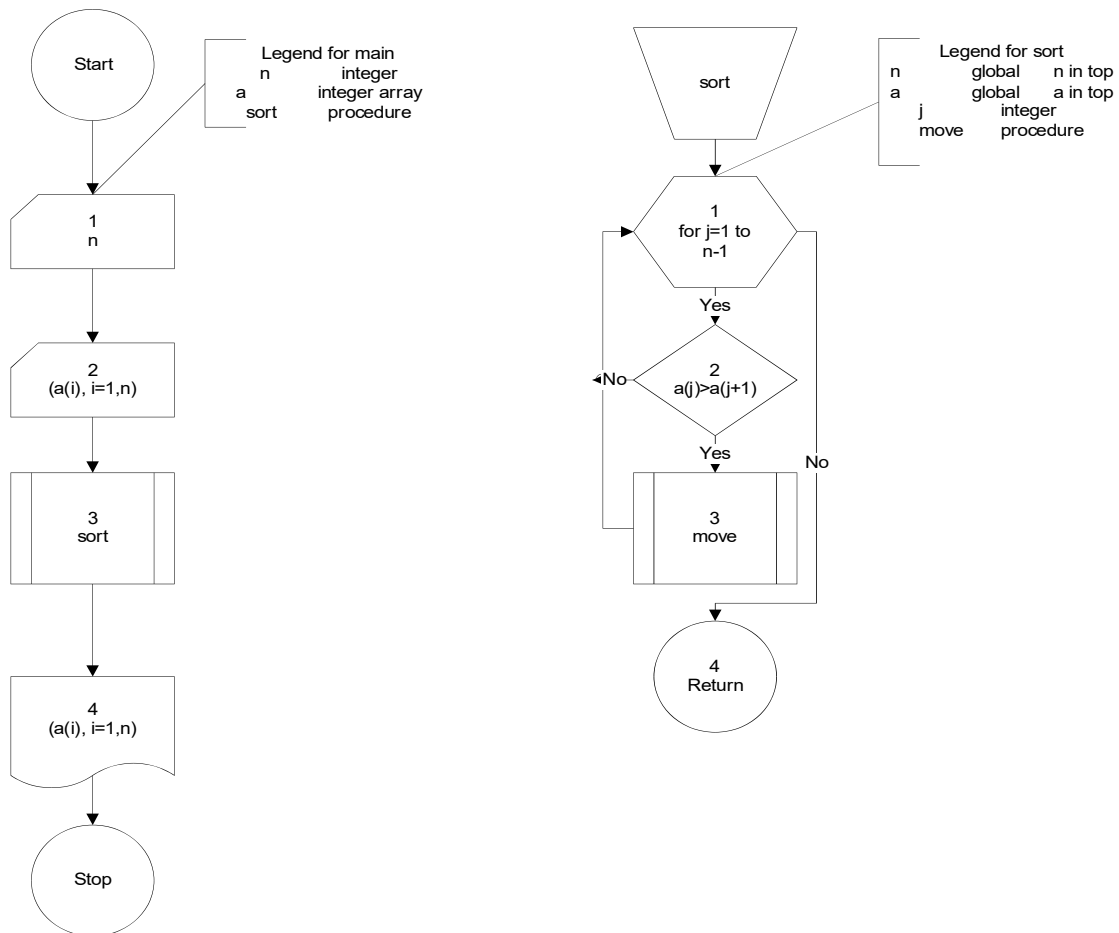 Start
Legend for main
n integer
a integer array
sort procedure
1
n
2
(a(i), i=1,n)
3
sort
4
(a(i), i=1,n)
Stop
sort
Legend for sort
n global n in top
a global a in top
j integer
move procedure
1
for j=1 to
n-1
Yes
2
a(j)>a(j+1)
No
Yes
No
3
move
4
Return